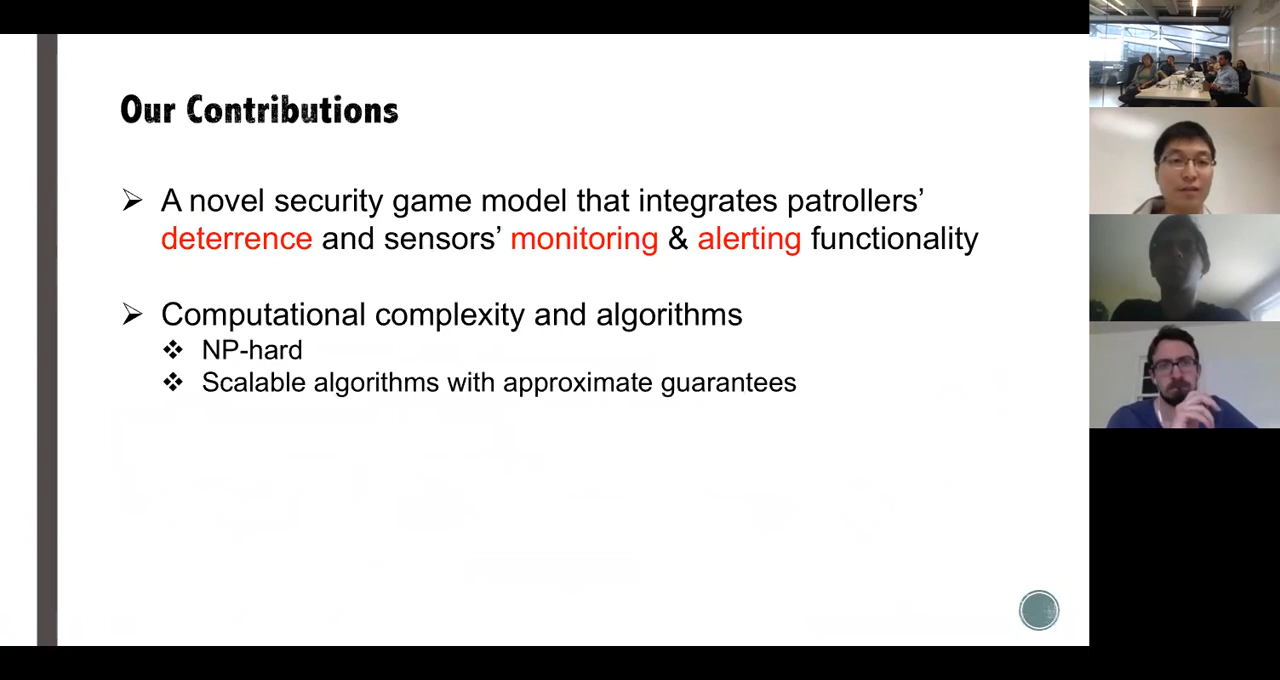 Our Contributions
➢ A novel security game model that integrates patrollers’
deterrence and sensors’ monitoring & alerting functionality
➢ Computational complexity and algorithms
❖ NP-hard
❖ Scalable algorithms with approximate guarantees